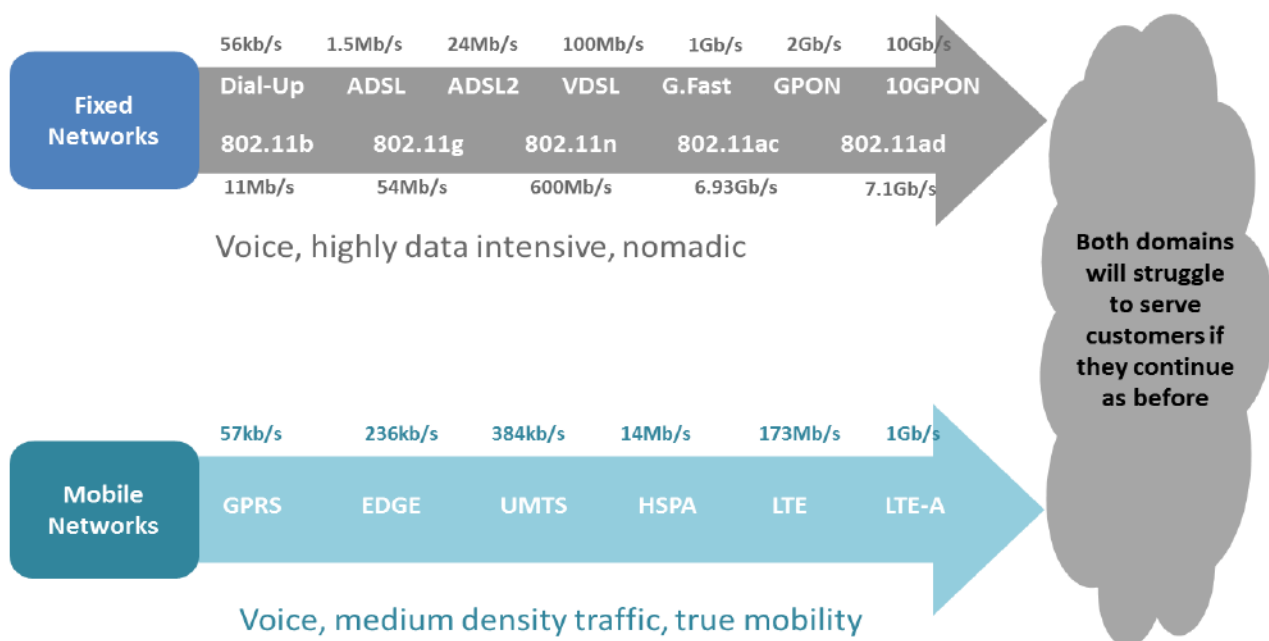 56kb/s 1.5Mb/s 24Mb/s 100Mb/s 1Gb/s 2Gb/s 10Gb/s
Fixed
Networks
Dial-Up ADSL ADSL2 VDSL G.Fast GPON 10GPON
802.11b 802.11g 802.11n 802.11ac 802.11ad
11Mb/s 54Mb/s 600Mb/s 6.93Gb/s 7.1Gb/s
Voice, highly data intensive, nomadic
Both domains
will struggle
to serve
customers if
they continue
as before
57kb/s 236kb/s 384kb/s 14Mb/s 173Mb/s 1Gb/s
Mobile
Networks
GPRS EDGE UMTS HSPA LTE LTE-A
Voice, medium density traffic, true mobility